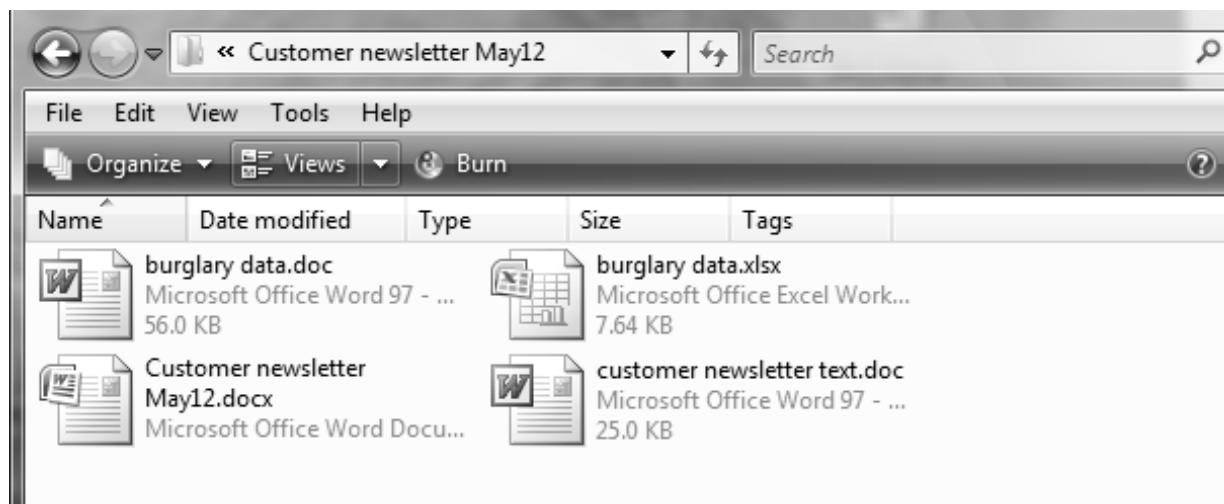 « Customer newsletter May12
Search
File Edit View Tools Help
Organize Views Burn
Name Date modified Type Size Tags
burglary data.doc
Microsoft Office Word 97 - ...
56.0 KB
burglary data.xlsx
Microsoft Office Excel Work...
7.64 KB
Customer newsletter
May12.docx
Microsoft Office Word Docu...
customer newsletter text.doc
Microsoft Office Word 97 - ...
25.0 KB